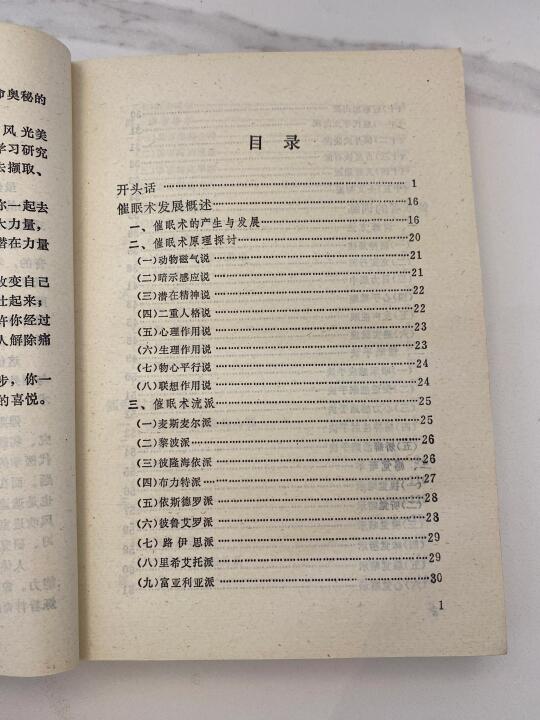 命奥秘的
风光美
学习研究
去撷取、
你一起去
大力量，
潜在力量
改变自己
壮起来，
许你经过
人解除痛
步，你一
的喜悦。
目录
开头话 1
催眠术发展概述 16
一、催眠术的产生与发展 16
二、催眠术原理探讨 20
(一)动物磁气说 21
(二)暗示感应说 21
(三)潜在精神说 22
(四)二重人格说 22
(五)心理作用说 23
(六)生理作用说 23
(七)物心平行说 24
(八)联想作用说 24
三、催眠术流派 25
(一)麦斯麦尔派 25
(二)黎波派 26
(三)彼隆海依派 26
(四)布力特派 27
(五)依斯德罗派 28
(六)彼鲁艾罗派 28
(七)路伊思派 29
(八)里希艾托派 29
(九)富亚利亚派 30
1